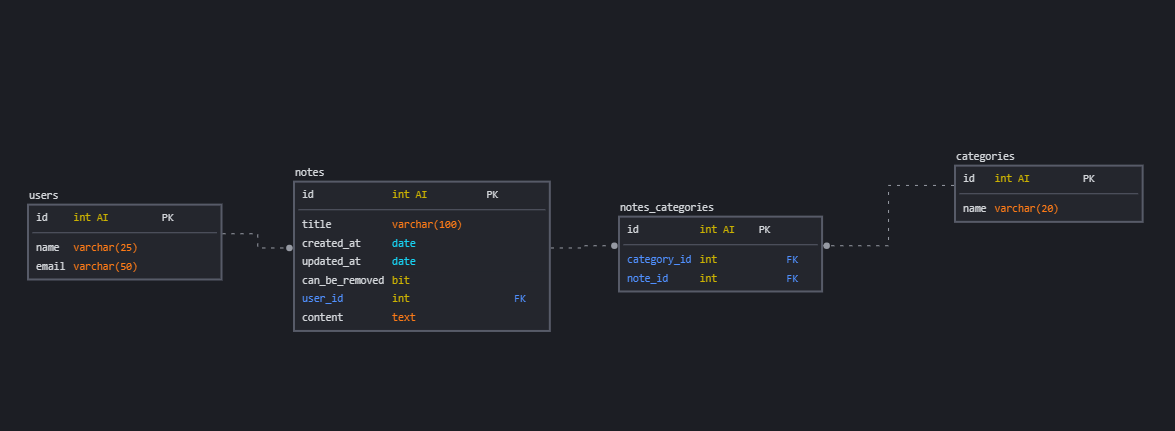 users
id int AI PK
name varchar(25)
email varchar(50)
notes
id int AI PK
title varchar(100)
created_at date
updated_at date
can_be_removed bit
user_id int FK
content text
notes_categories
id int AI PK
category_id int FK
note_id int FK
categories
id int AI PK
name varchar(20)